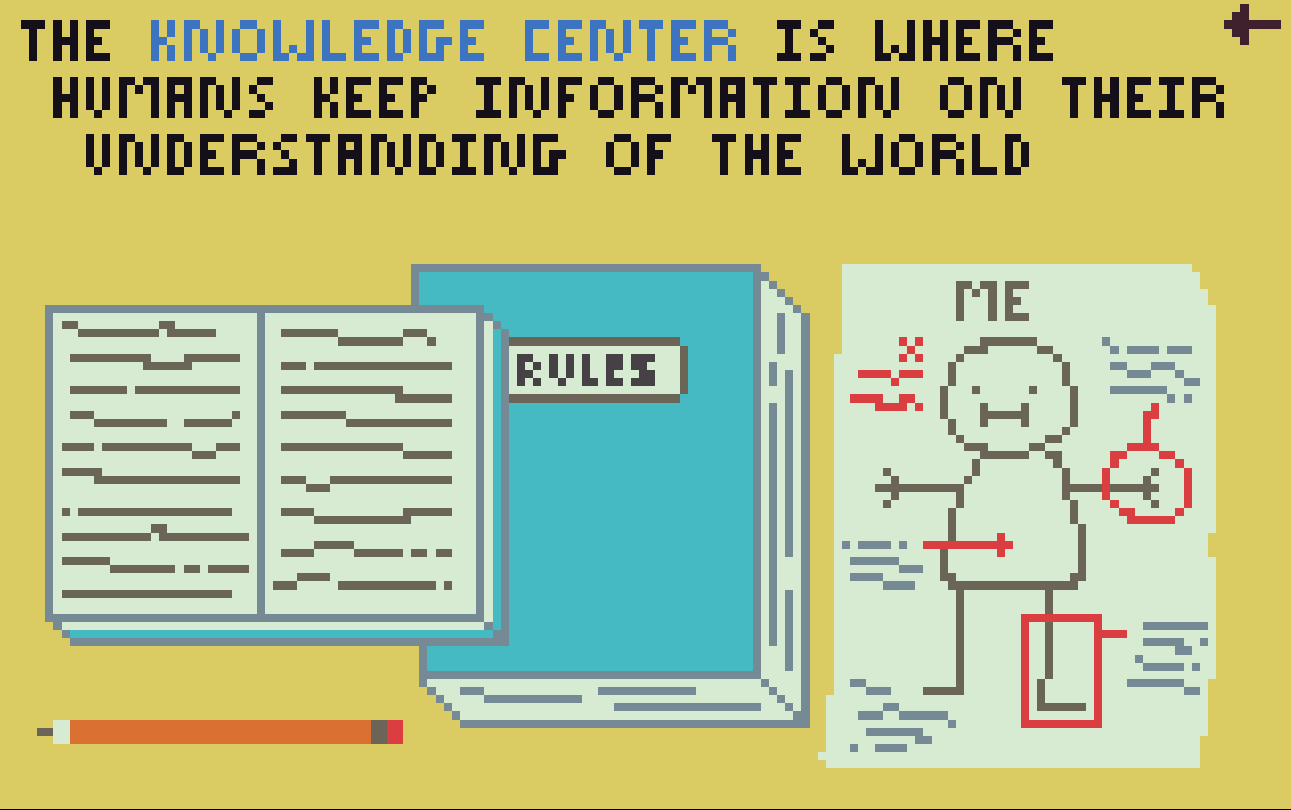 THE KNOWLEDGE CENTER IS WHERE
HUMANS KEEP INFORMATION ON THEIR
UNDERSTANDING OF THE WORLD
RULES
ME